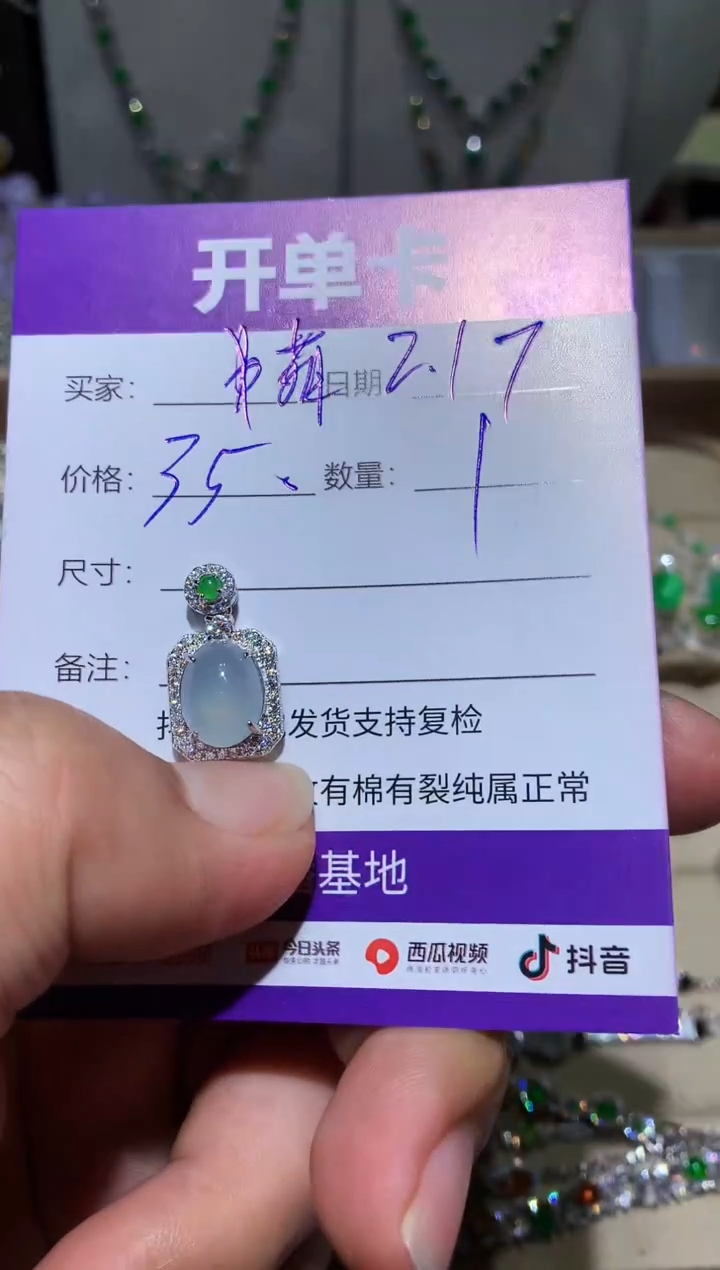 开单卡
买家： 日期 2.17
价格：35、 数量：1
尺寸：
备注：
发货支持复检
有棉有裂纯属正常
基地
今日头条 西瓜视频 抖音